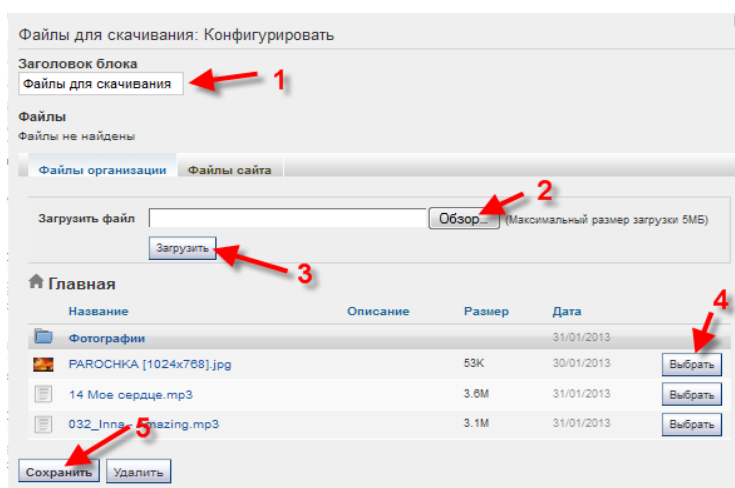 Файлы для скачивания: Конфигурировать
Заголовок блока
Файлы для скачивания
1
Файлы
Файлы не найдены
Файлы организации Файлы сайта
2
Загрузить файл Обзор... (Максимальный размер загрузки 5МБ)
Загрузить
3
Главная
4
Название Описание Размер Дата
Фотографии 31/01/2013
PAROCHKA [1024x768].jpg 53K 30/01/2013 Выбрать
14 Мое сердце.mp3 3.6M 31/01/2013 Выбрать
032_Inna - Amazing.mp3 3.1M 31/01/2013 Выбрать
5
Сохранить Удалить